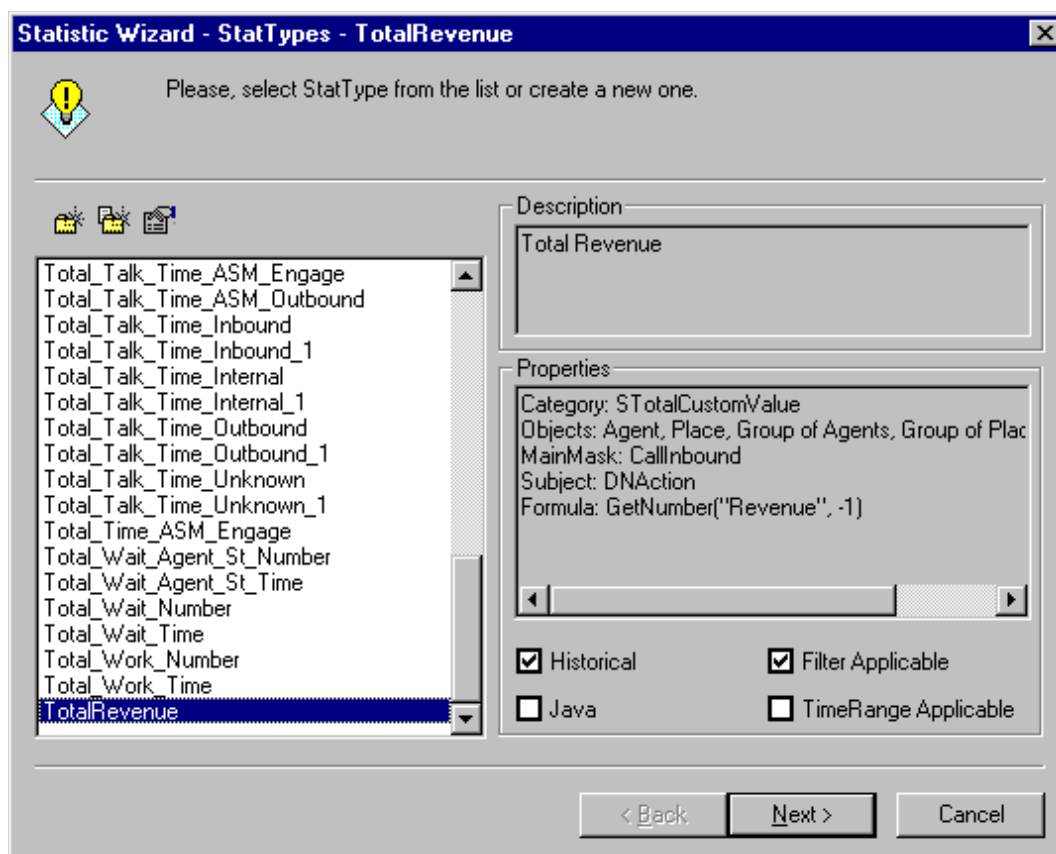 Statistic Wizard - StatTypes - TotalRevenue
Please, select StatType from the list or create a new one.
Total_Talk_Time_ASM_Engage
Total_Talk_Time_ASM_Outbound
Total_Talk_Time_Inbound
Total_Talk_Time_Inbound_1
Total_Talk_Time_Internal
Total_Talk_Time_Internal_1
Total_Talk_Time_Outbound
Total_Talk_Time_Outbound_1
Total_Talk_Time_Unknown
Total_Talk_Time_Unknown_1
Total_Time_ASM_Engage
Total_Wait_Agent_St_Number
Total_Wait_Agent_St_Time
Total_Wait_Number
Total_Wait_Time
Total_Work_Number
Total_Work_Time
TotalRevenue
Description
Total Revenue
Properties
Category: STotalCustomValue
Objects: Agent, Place, Group of Agents, Group of Plac
MainMask: CallInbound
Subject: DNAction
Formula: GetNumber("Revenue", -1)
Historical
Filter Applicable
Java
TimeRange Applicable
< Back
Next >
Cancel